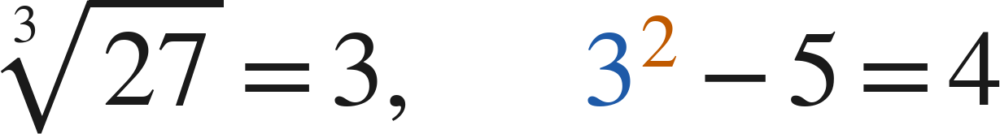 ∛27 = 3, 3² − 5 = 4